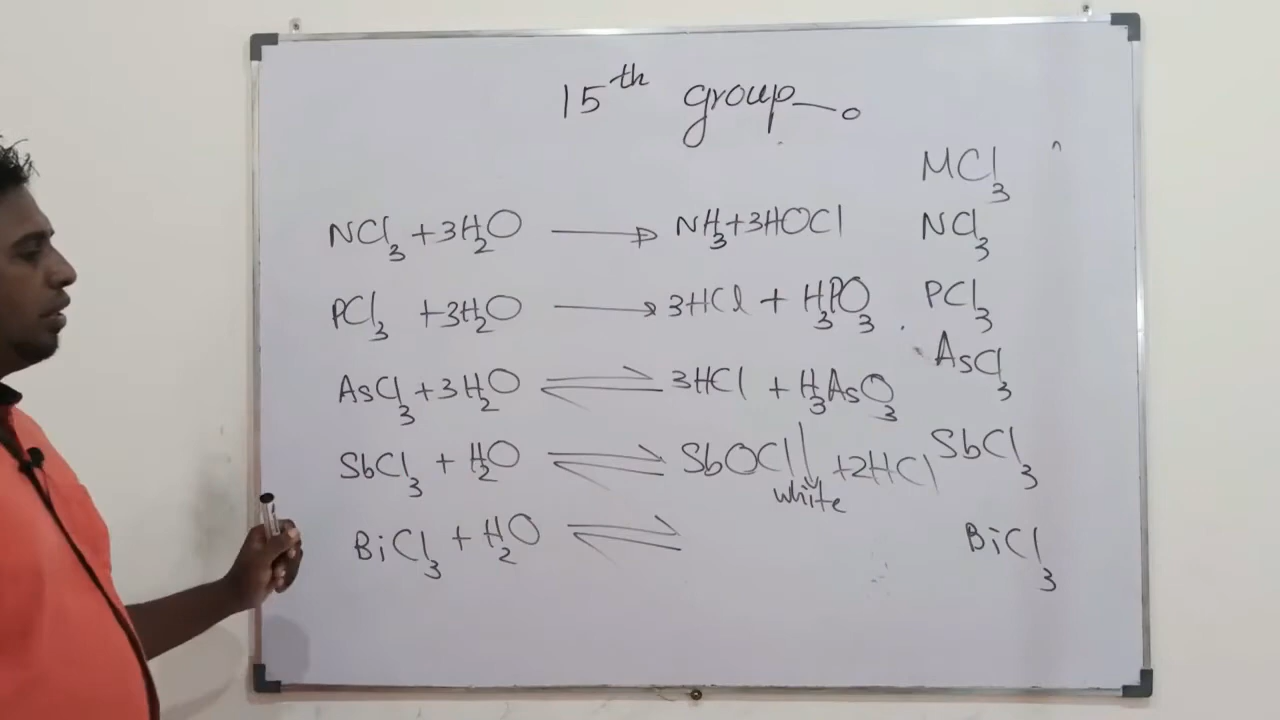 15th group
MCl3
NCl3 + 3H2O → NH3 + 3HOCl NCl3
PCl3 + 3H2O → 3HCl + H3PO3 PCl3
AsCl3 + 3H2O ⇌ 3HCl + H3AsO3 AsCl3
SbCl3 + H2O ⇌ SbOCl↓ + 2HCl SbCl3
white
BiCl3 + H2O ⇌ BiCl3